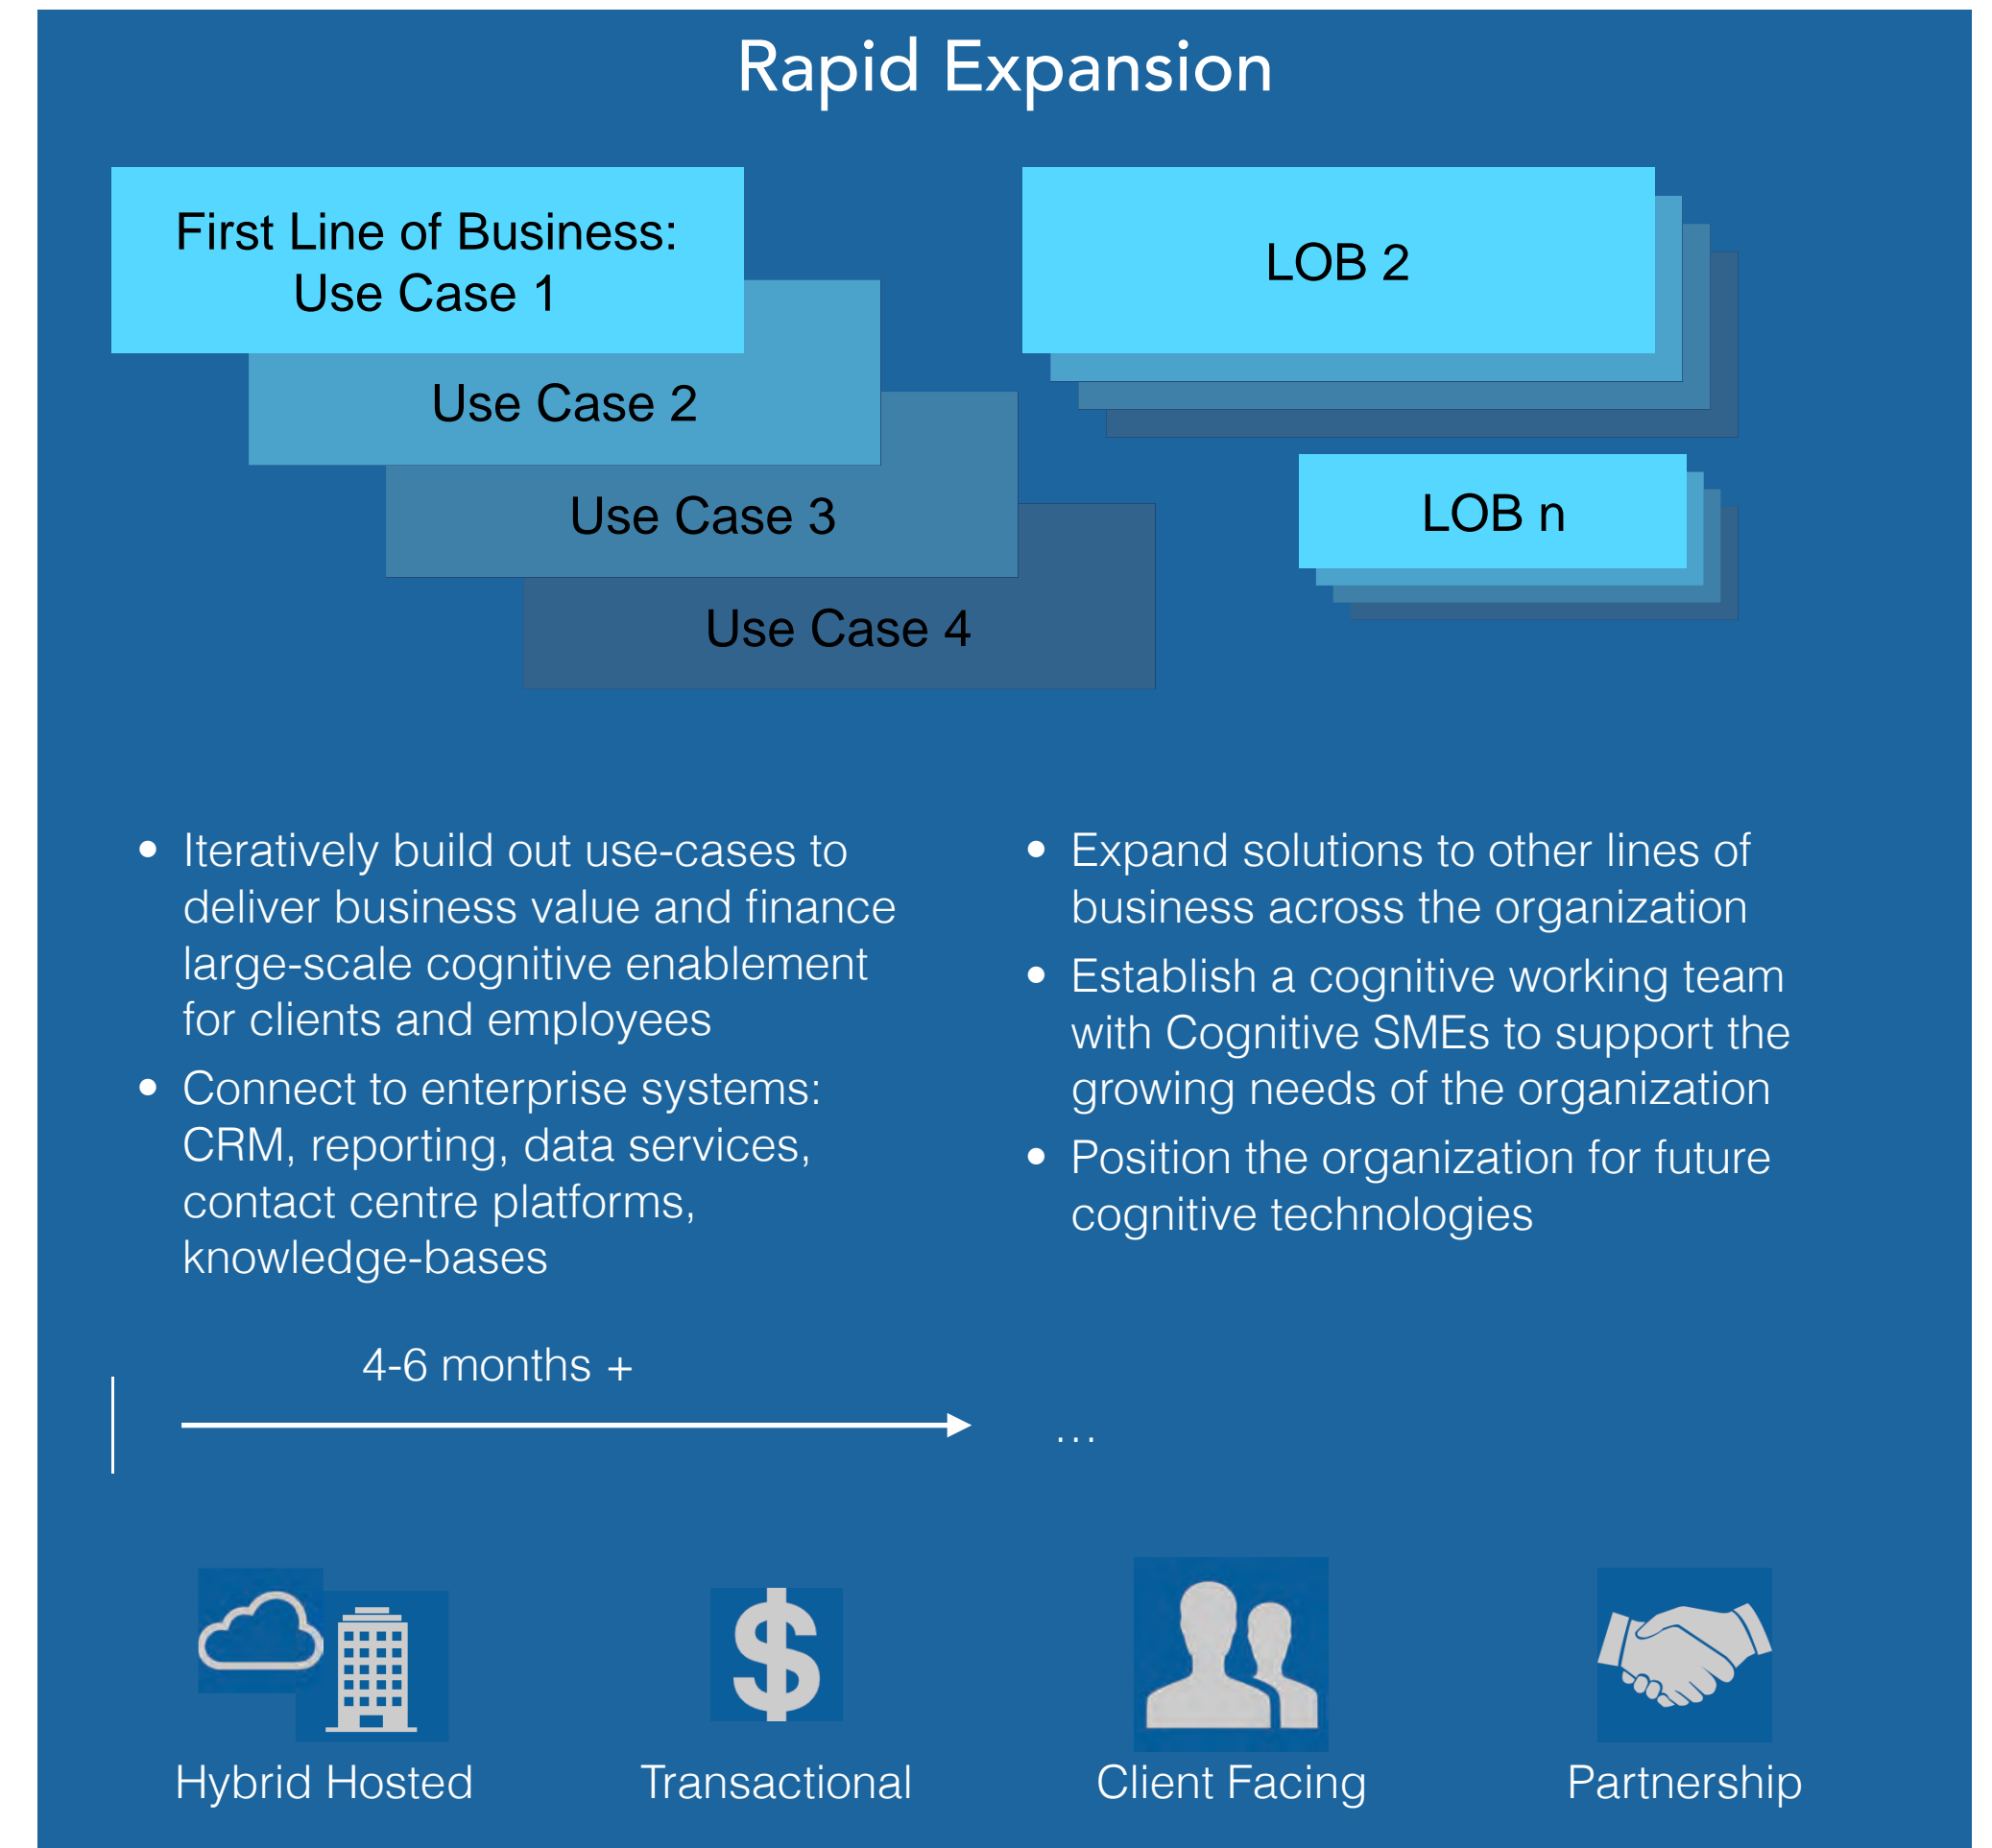 Rapid Expansion
First Line of Business:
Use Case 1
Use Case 2
Use Case 3
Use Case 4
LOB 2
LOB n
• Iteratively build out use-cases to
deliver business value and finance
large-scale cognitive enablement
for clients and employees
• Connect to enterprise systems:
CRM, reporting, data services,
contact centre platforms,
knowledge-bases
• Expand solutions to other lines of
business across the organization
• Establish a cognitive working team
with Cognitive SMEs to support the
growing needs of the organization
• Position the organization for future
cognitive technologies
4-6 months +
...
$
Hybrid Hosted
Transactional
Client Facing
Partnership